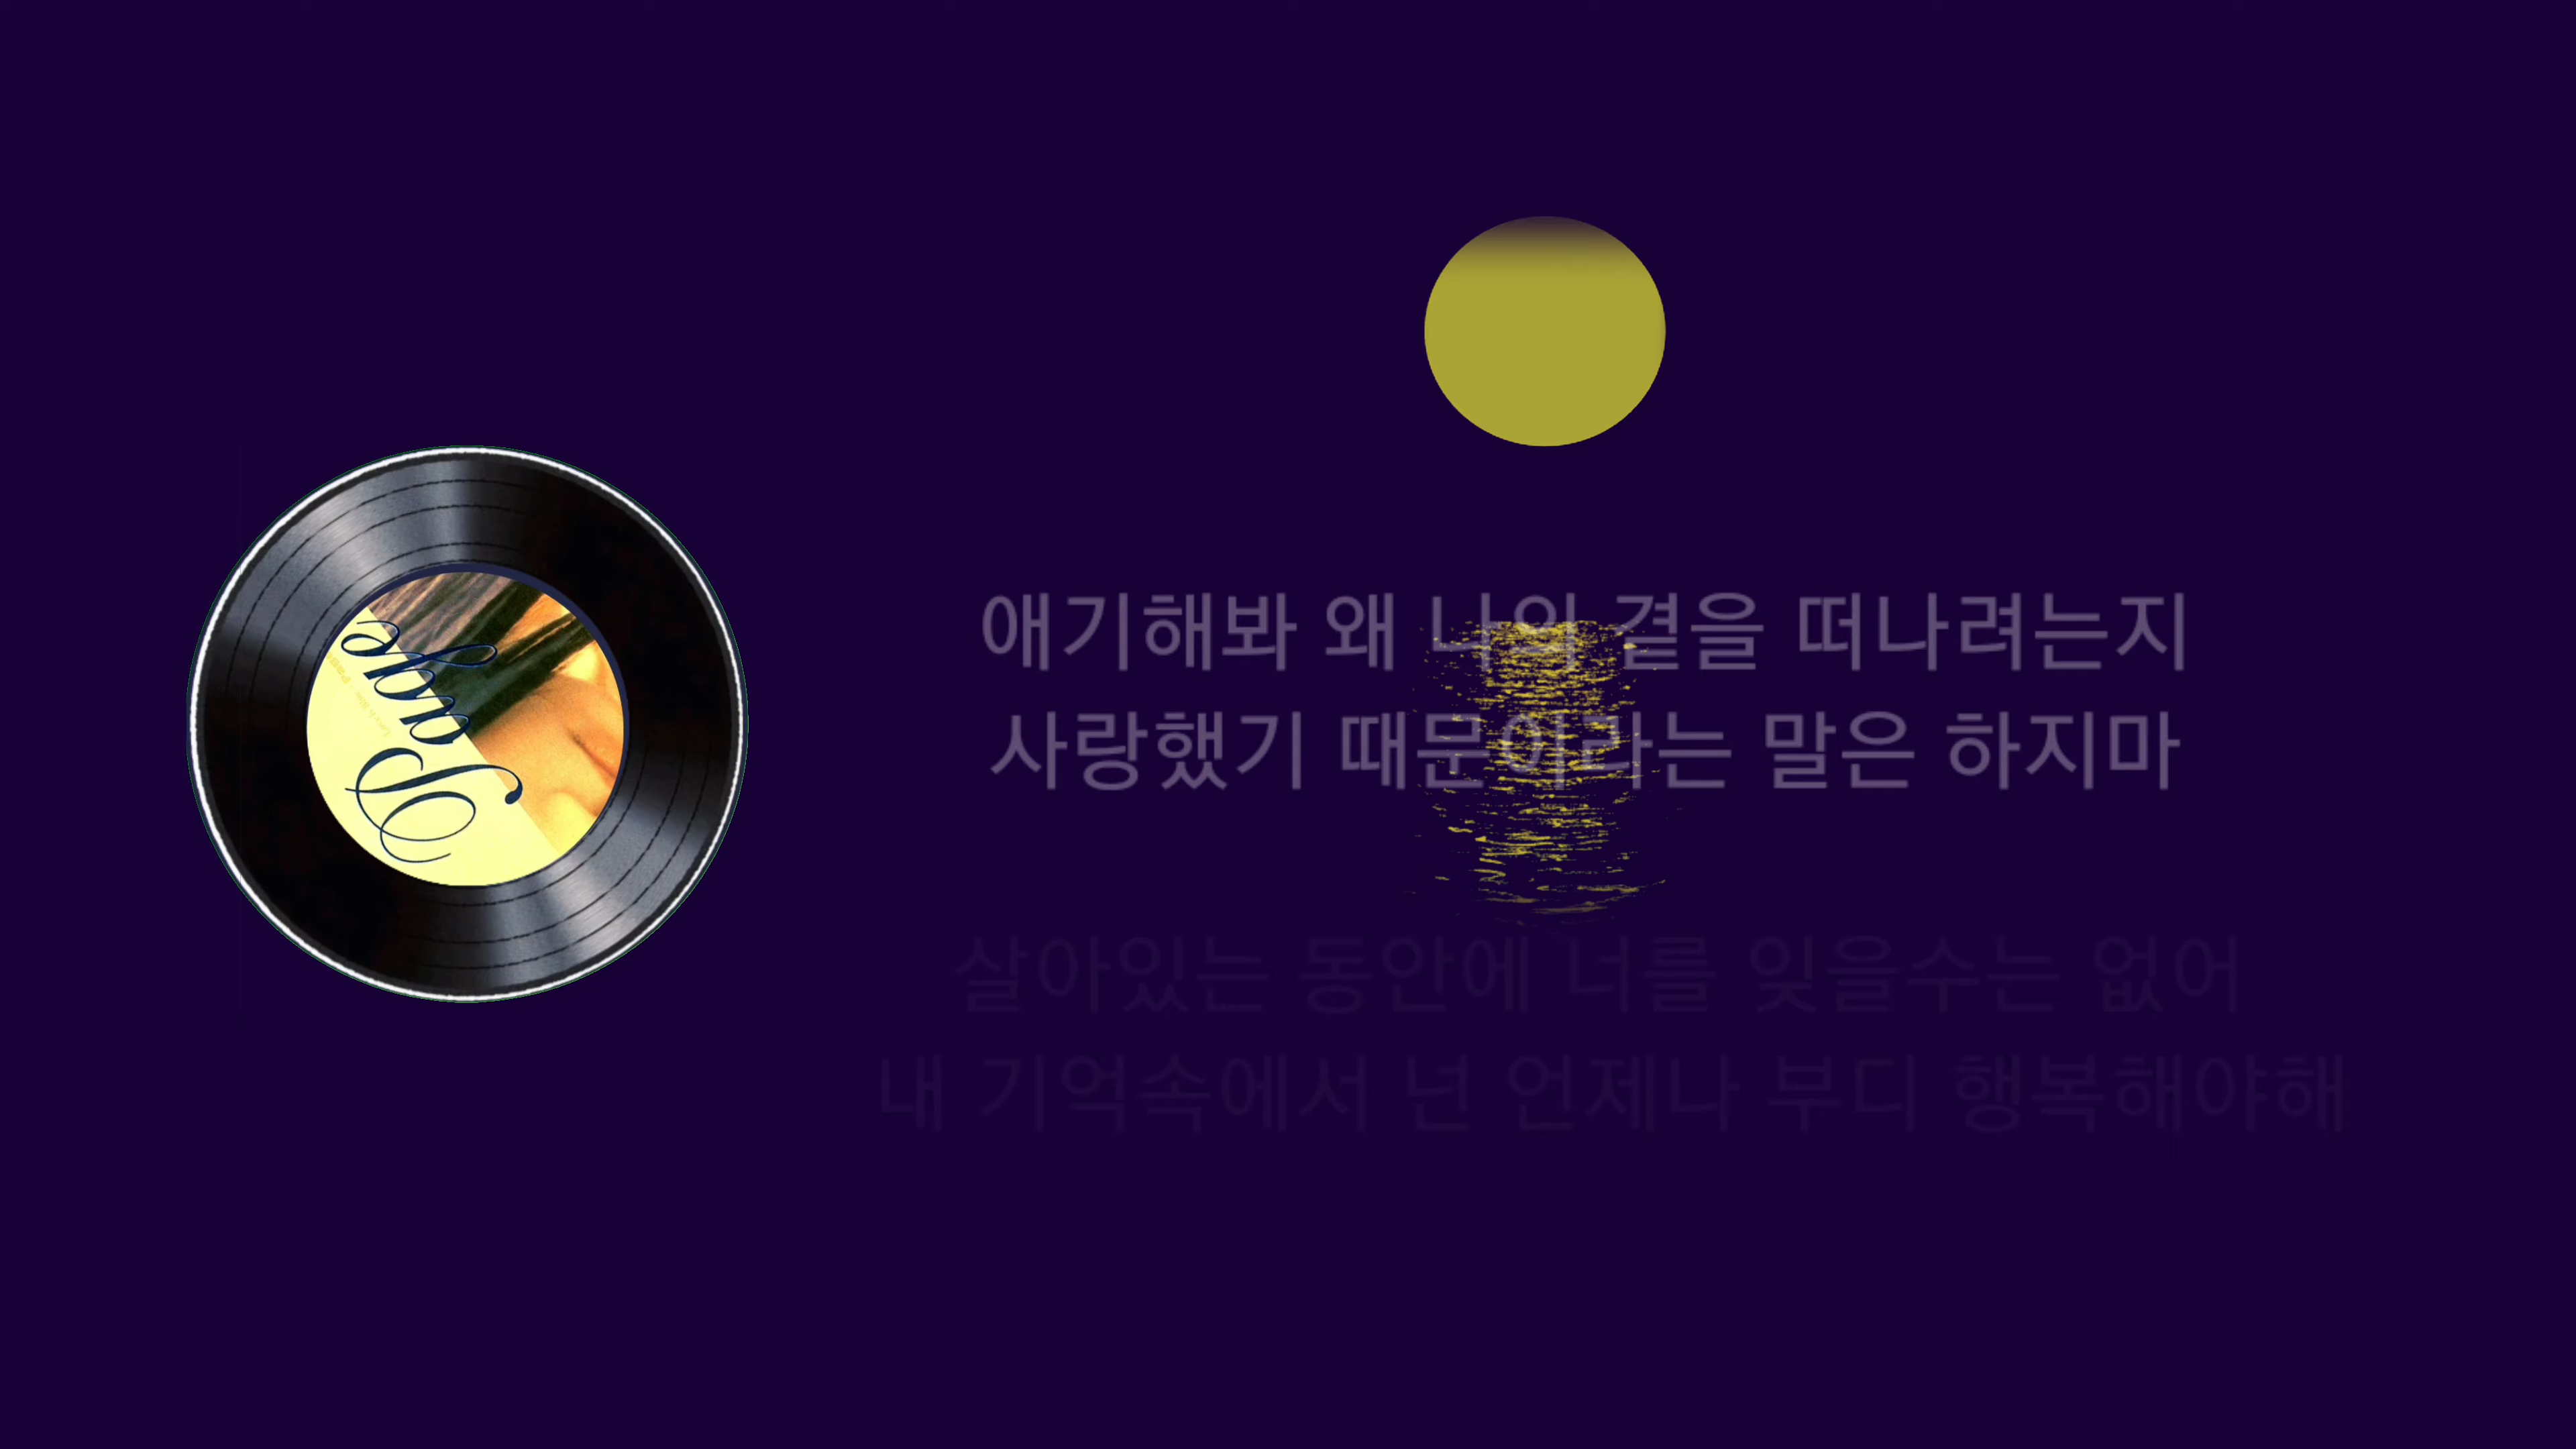 Page
얘기해봐 왜 나의 곁을 떠나려는지
사랑했기 때문이라는 말은 하지마
살아있는 동안에 너를 잊을수는 없어
내 기억속에서 넌 언제나 부디 행복해야해